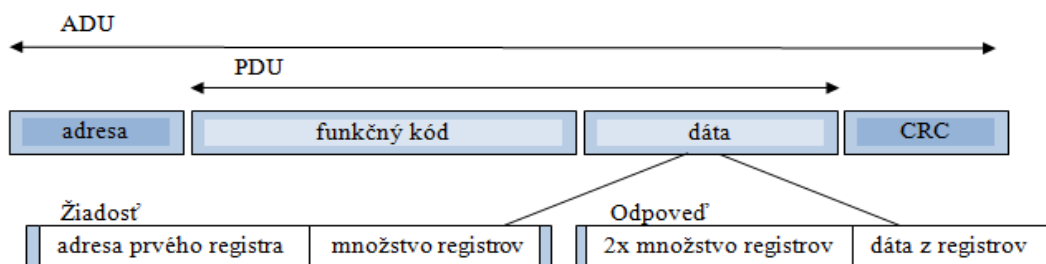 ADU
PDU
adresa
funkčný kód
dáta
CRC
Žiadosť
Odpoveď
adresa prvého registra
množstvo registrov
2x množstvo registrov
dáta z registrov